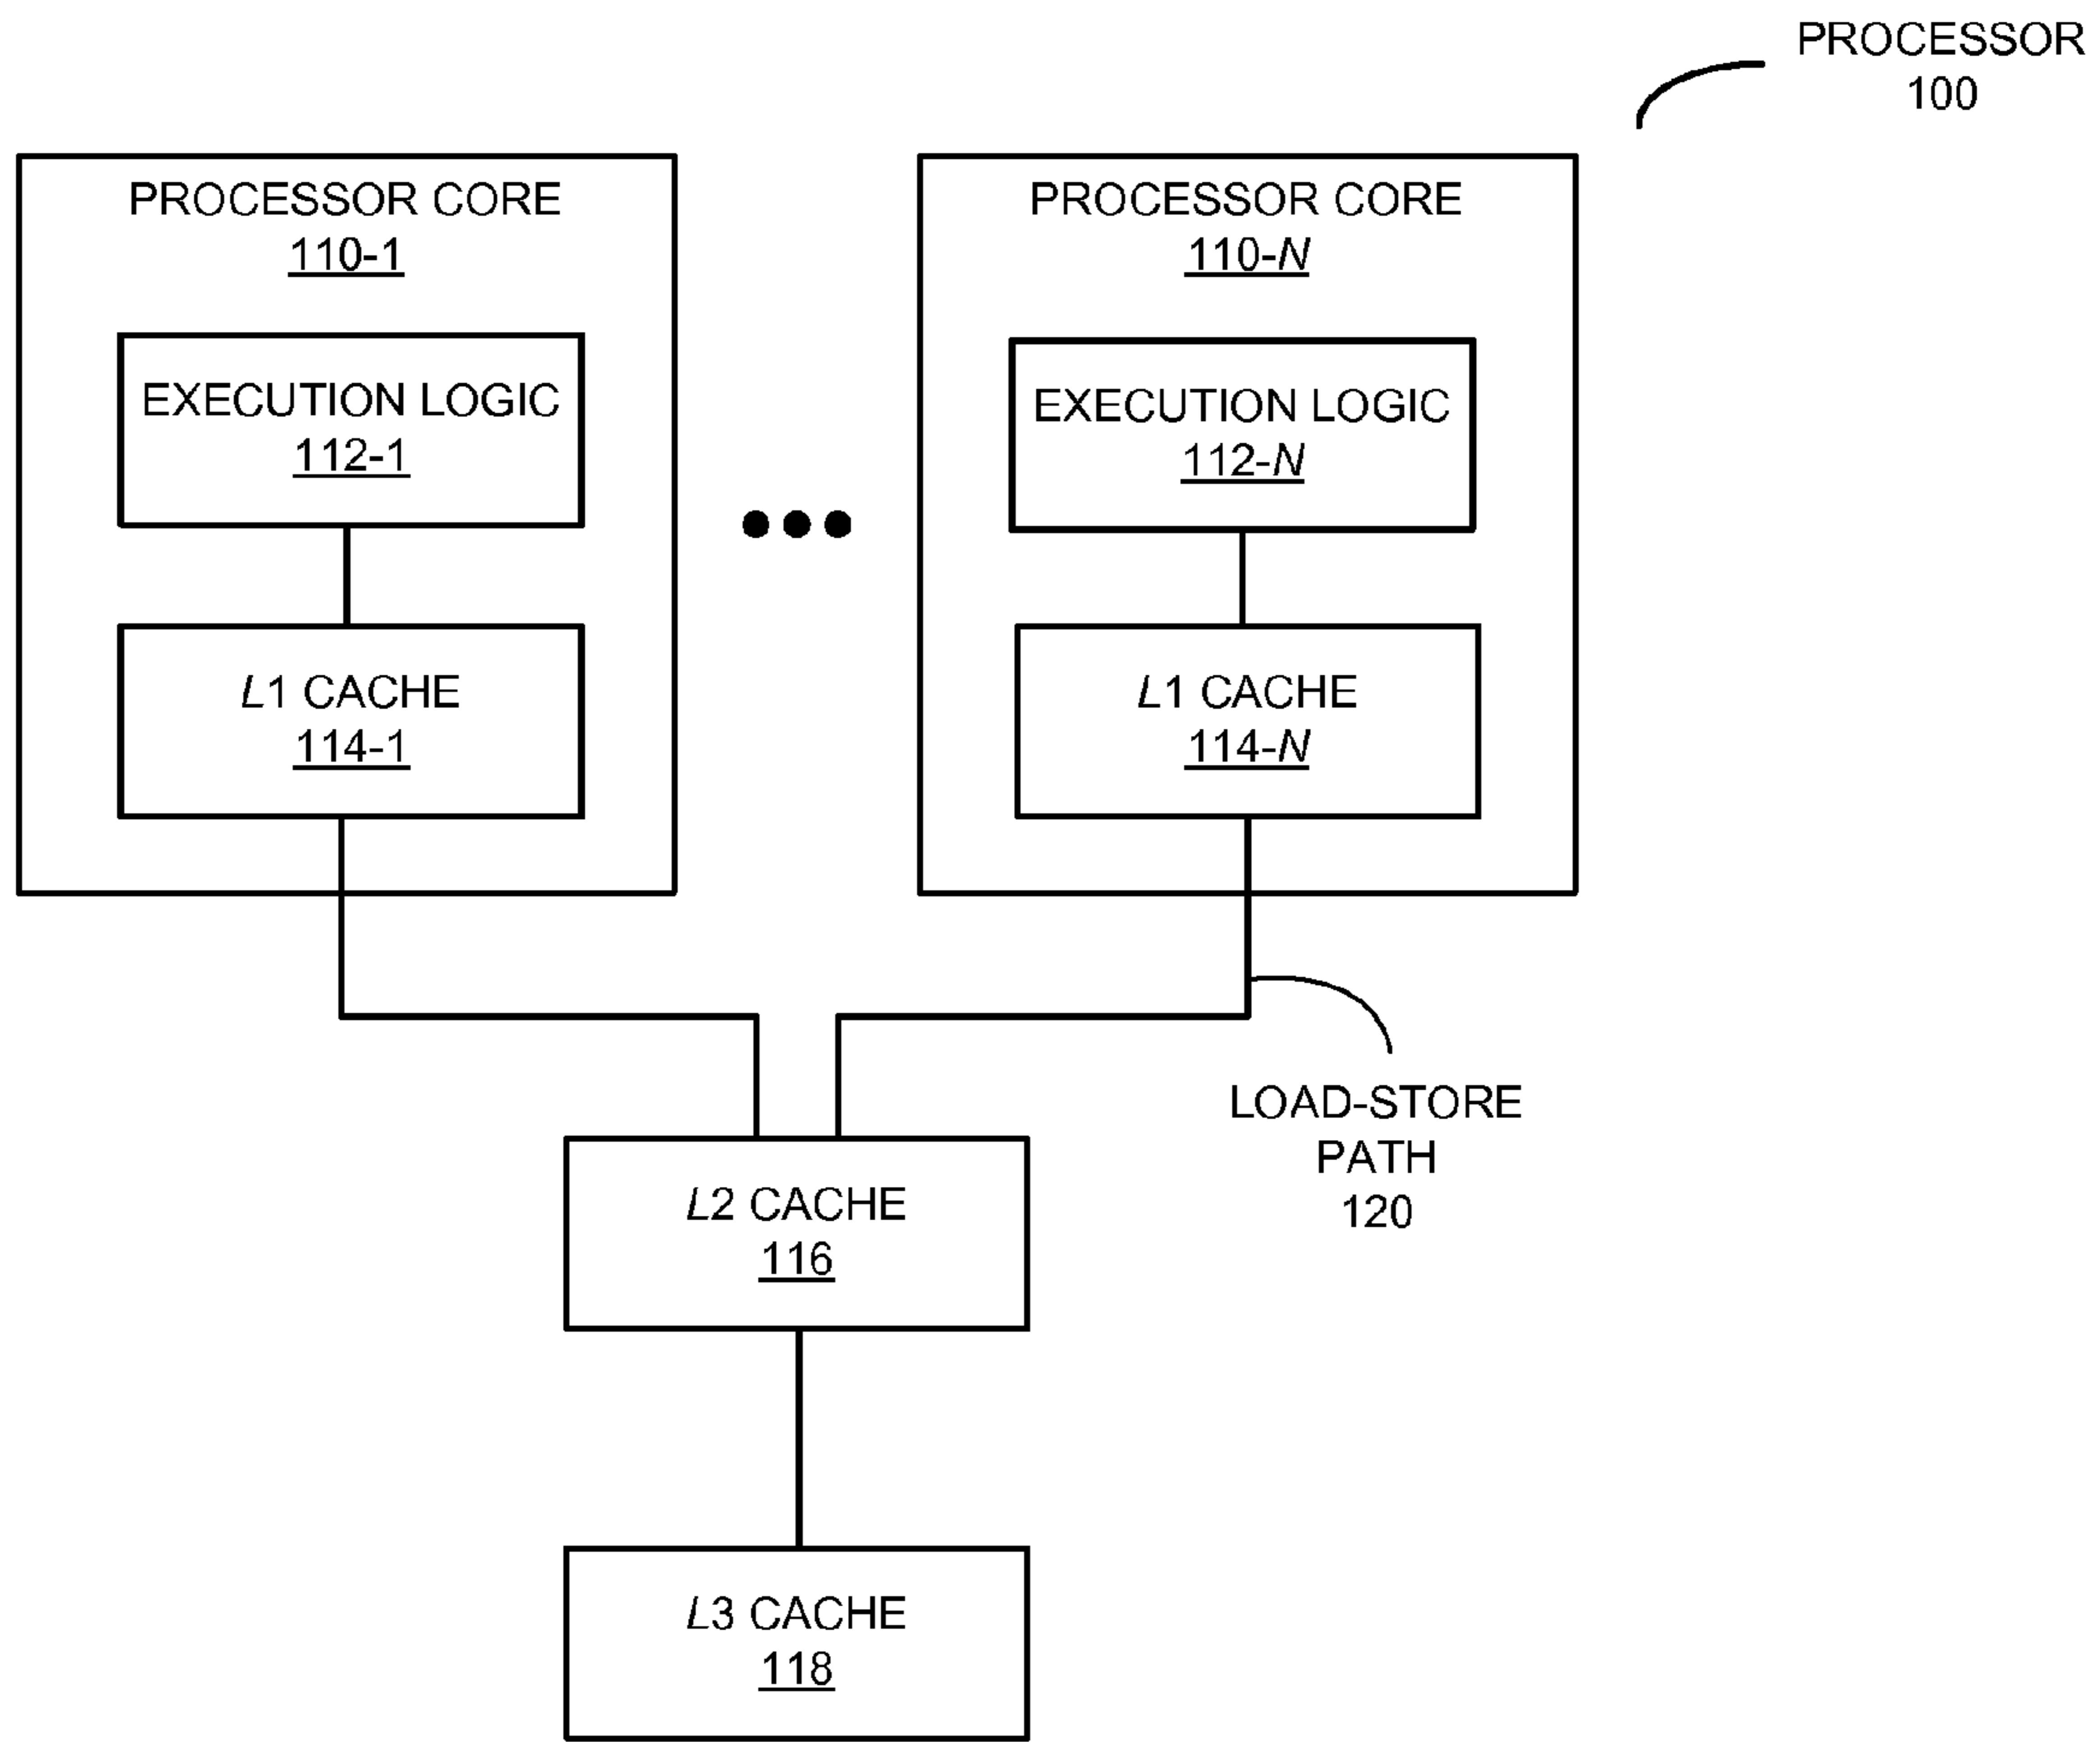 PROCESSOR
100
PROCESSOR CORE
110-1
EXECUTION LOGIC
112-1
L1 CACHE
114-1
PROCESSOR CORE
110-N
EXECUTION LOGIC
112-N
L1 CACHE
114-N
LOAD-STORE
PATH
120
L2 CACHE
116
L3 CACHE
118